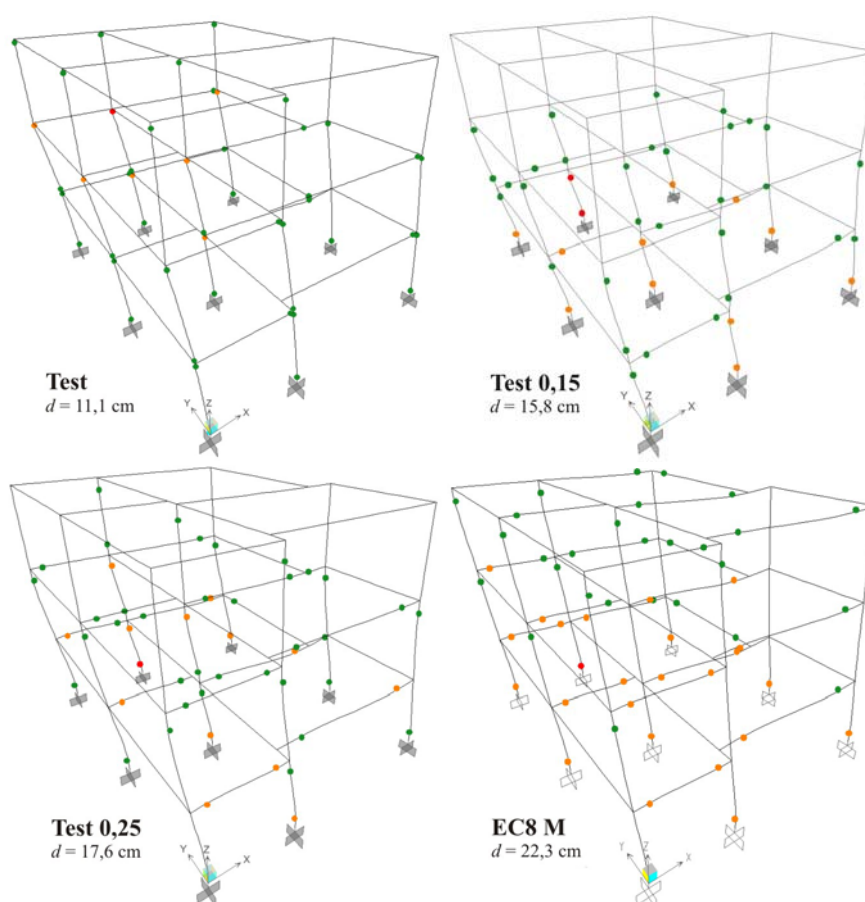 Test
d = 11,1 cm
Y Z X
Test 0,15
d = 15,8 cm
Y Z X
Test 0,25
d = 17,6 cm
Y Z X
EC8 M
d = 22,3 cm
Y Z X